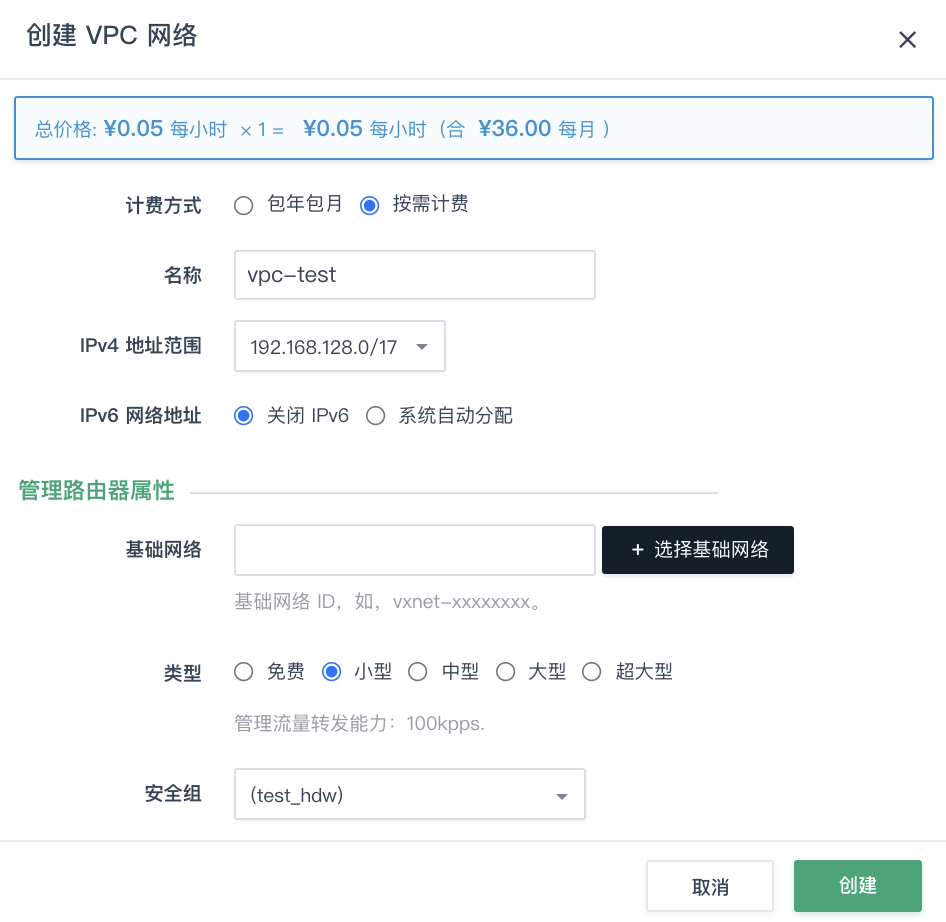 创建 VPC 网络
总价格: ¥0.05 每小时 × 1 = ¥0.05 每小时（合 ¥36.00 每月 ）
计费方式 包年包月 按需计费
名称 vpc-test
IPv4 地址范围 192.168.128.0/17
IPv6 网络地址 关闭 IPv6 系统自动分配
管理路由器属性
基础网络 + 选择基础网络
基础网络 ID，如，vxnet-xxxxxxxx。
类型 免费 小型 中型 大型 超大型
管理流量转发能力：100kpps.
安全组 (test_hdw)
取消 创建